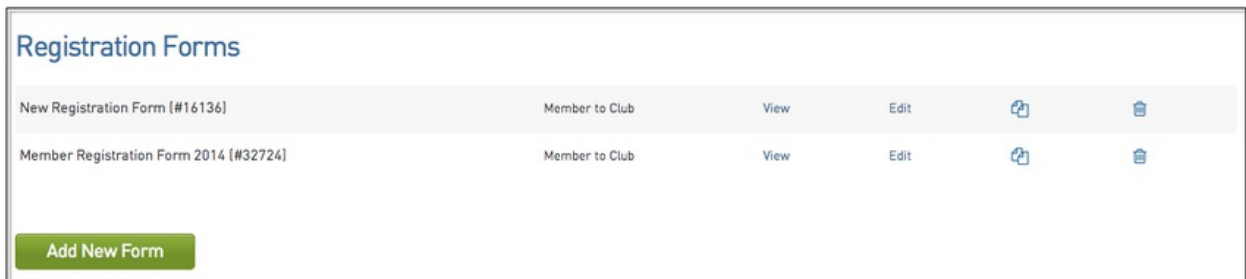 Registration Forms
New Registration Form (#16136) Member to Club View Edit
Member Registration Form 2014 (#32724) Member to Club View Edit
Add New Form